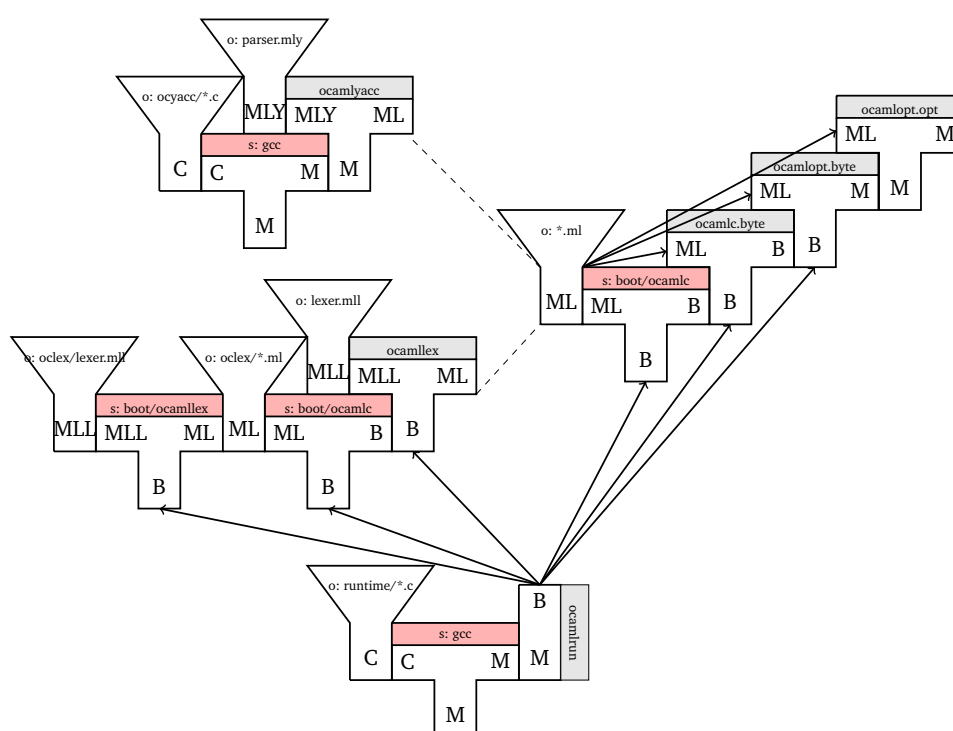 o: parser.mly
o: ocyacc/*.c
ocamlyacc
MLY
MLY ML
s: gcc
C
C M
M
M
ocamlopt.opt
ML M
ocamlopt.byte
ML M
M
o: *.ml
ocamlc.byte
ML B
B
s: boot/ocamlc
ML
ML B
B
B
o: lexer.mll
o: oclex/lexer.mll
o: oclex/*.ml
ocamllex
MLL
MLL ML
s: boot/ocamllex
s: boot/ocamlc
MLL
MLL ML
ML
ML B
B
B
B
o: runtime/*.c
B
ocamlrun
s: gcc
C
C M
M
M